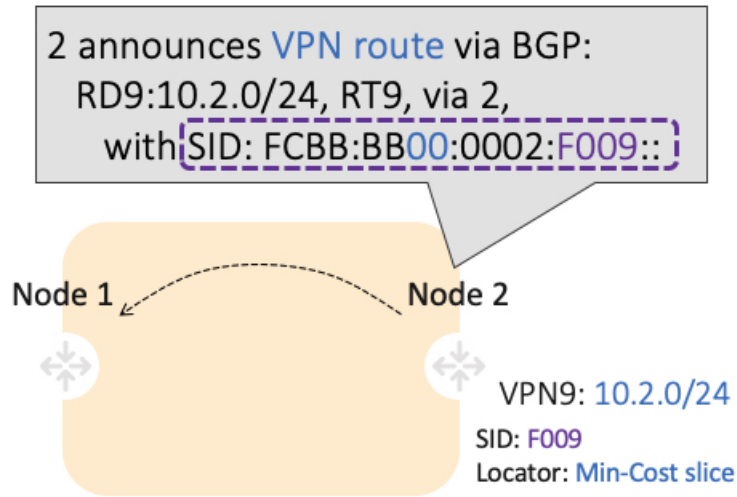 2 announces VPN route via BGP:
RD9:10.2.0/24, RT9, via 2,
with SID: FCBB:BB00:0002:F009::
Node 1
Node 2
VPN9: 10.2.0/24
SID: F009
Locator: Min-Cost slice